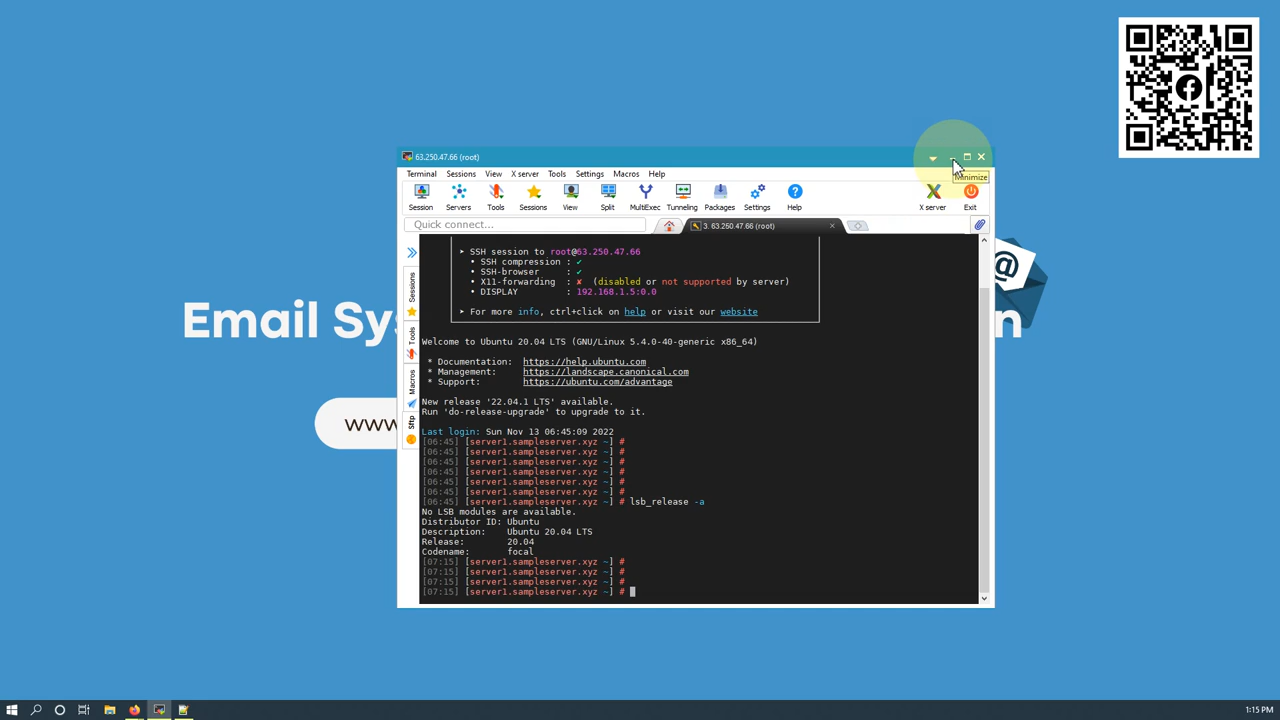 63.250.47.66 (root)
Minimize
Terminal Sessions View X server Tools Settings Macros Help
Session Servers Tools Sessions View Split MultiExec Tunneling Packages Settings Help X server Exit
Quick connect...
3. 63.250.47.66 (root)
Sessions
Tools
Macros
Sftp
➤ SSH session to root@63.250.47.66
• SSH compression : ✔
• SSH-browser : ✔
• X11-forwarding : ✘ (disabled or not supported by server)
• DISPLAY : 192.168.1.5:0.0
➤ For more info, ctrl+click on help or visit our website
Welcome to Ubuntu 20.04 LTS (GNU/Linux 5.4.0-40-generic x86_64)
* Documentation: https://help.ubuntu.com
* Management: https://landscape.canonical.com
* Support: https://ubuntu.com/advantage
New release '22.04.1 LTS' available.
Run 'do-release-upgrade' to upgrade to it.
Last login: Sun Nov 13 06:45:09 2022
[06:45] [server1.sampleserver.xyz ~] #
[06:45] [server1.sampleserver.xyz ~] #
[06:45] [server1.sampleserver.xyz ~] #
[06:45] [server1.sampleserver.xyz ~] #
[06:45] [server1.sampleserver.xyz ~] #
[06:45] [server1.sampleserver.xyz ~] #
[06:45] [server1.sampleserver.xyz ~] # lsb_release -a
No LSB modules are available.
Distributor ID: Ubuntu
Description: Ubuntu 20.04 LTS
Release: 20.04
Codename: focal
[07:15] [server1.sampleserver.xyz ~] #
[07:15] [server1.sampleserver.xyz ~] #
[07:15] [server1.sampleserver.xyz ~] #
[07:15] [server1.sampleserver.xyz ~] #
Email Sys
n
www
1:15 PM